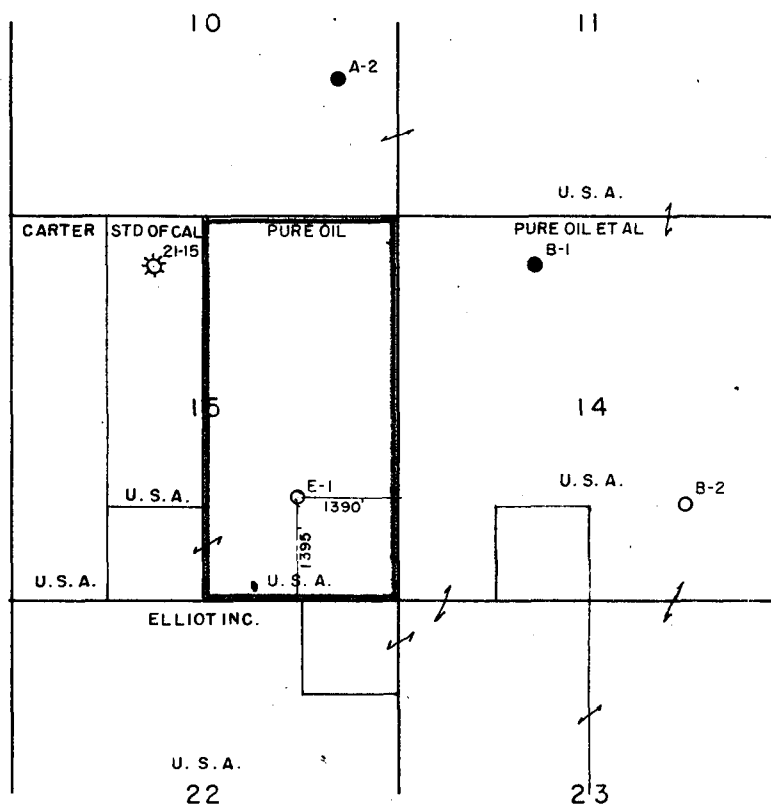 10
11
A-2
U.S.A.
CARTER
STD OF CAL
PURE OIL
PURE OIL ET AL
21-15
B-1
15
14
E-1
1390'
1395'
U.S.A.
U.S.A.
B-2
U.S.A.
U.S.A.
ELLIOT INC.
U.S.A.
22
23